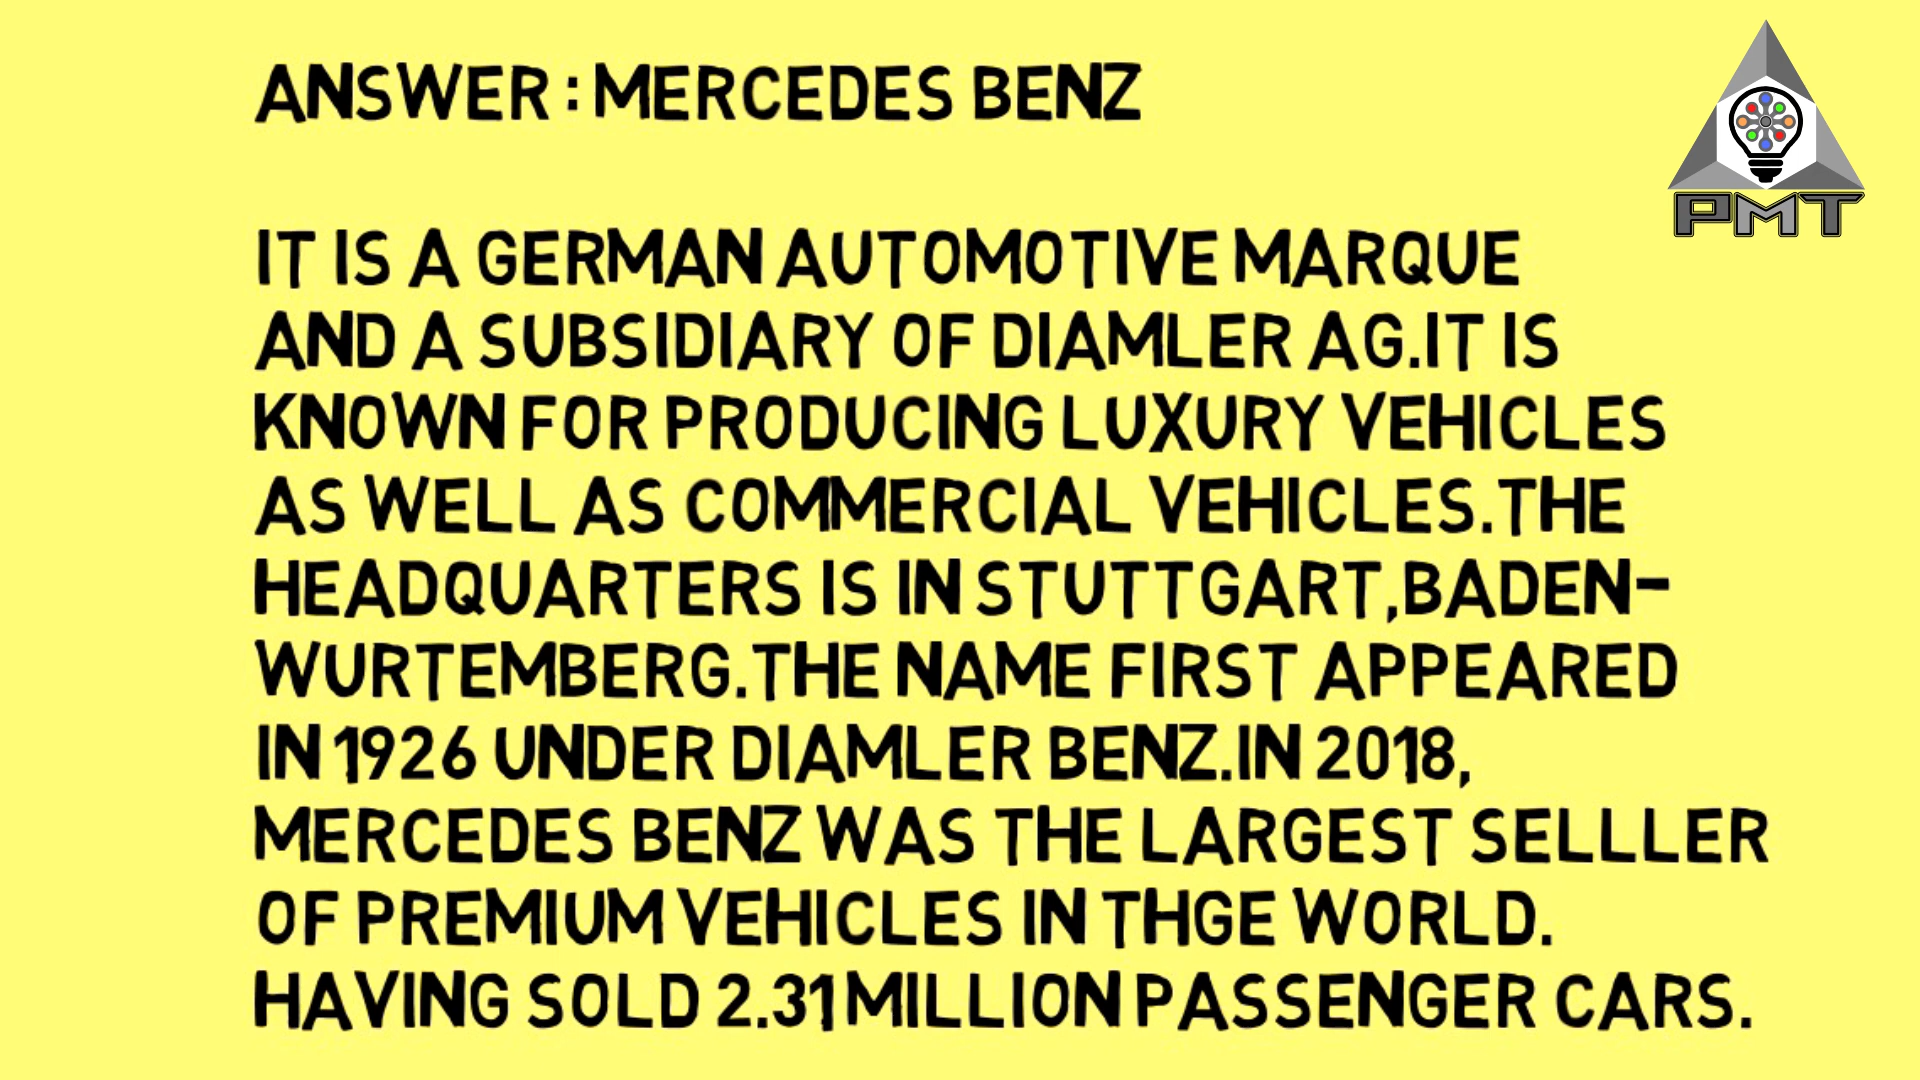 ANSWER : MERCEDES BENZ
PMT
IT IS A GERMAN AUTOMOTIVE MARQUE
AND A SUBSIDIARY OF DIAMLER AG.IT IS
KNOWN FOR PRODUCING LUXURY VEHICLES
AS WELL AS COMMERCIAL VEHICLES.THE
HEADQUARTERS IS IN STUTTGART,BADEN-
WURTEMBERG.THE NAME FIRST APPEARED
IN 1926 UNDER DIAMLER BENZ.IN 2018,
MERCEDES BENZ WAS THE LARGEST SELLLER
OF PREMIUM VEHICLES IN THGE WORLD.
HAVING SOLD 2.31 MILLION PASSENGER CARS.